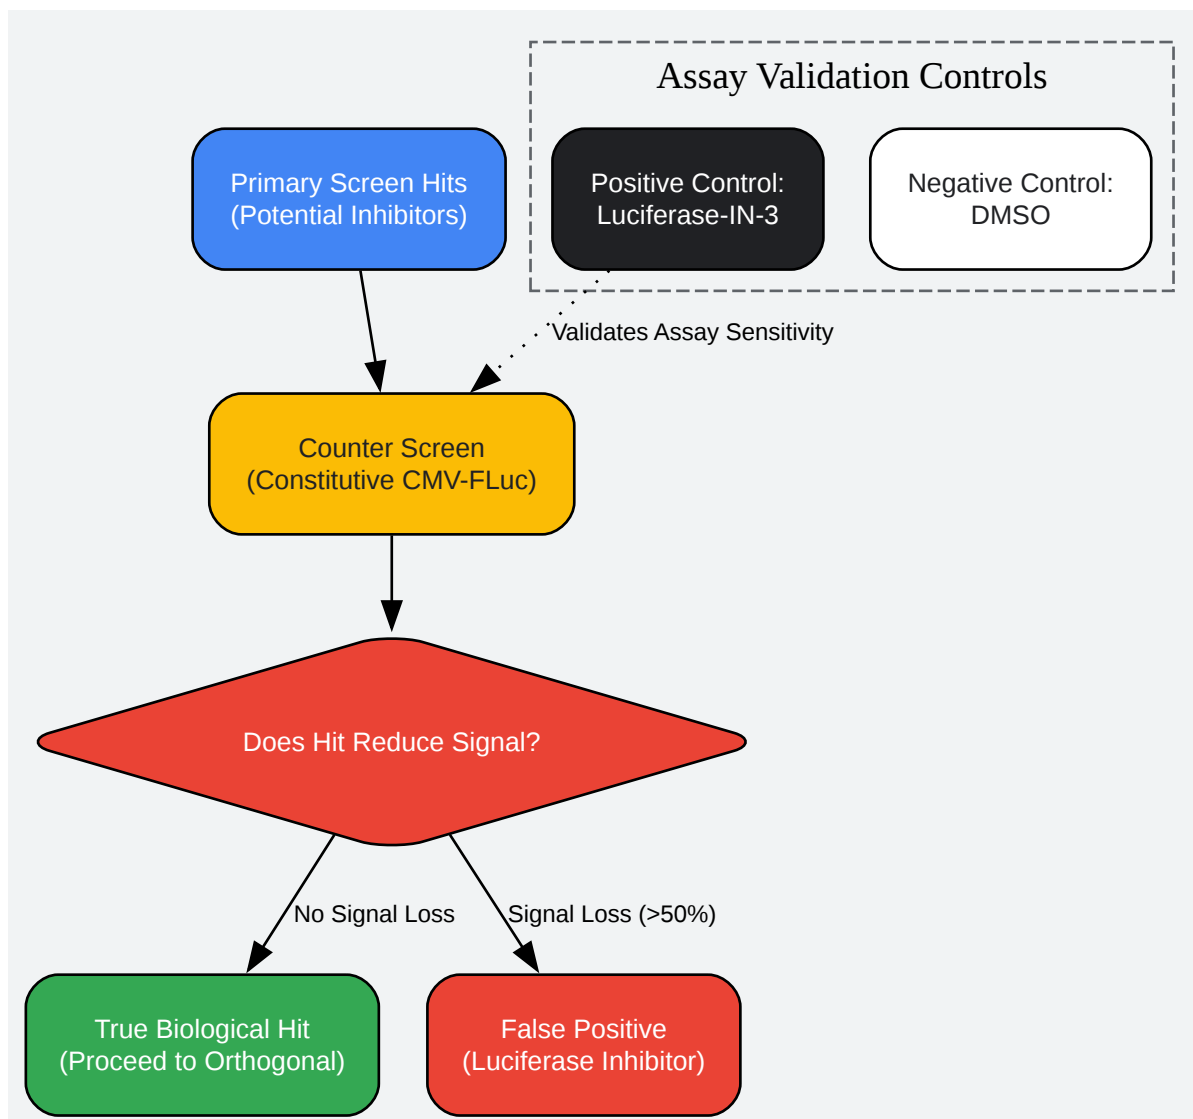 Assay Validation Controls
Primary Screen Hits
(Potential Inhibitors)
Positive Control:
Luciferase-IN-3
Negative Control:
DMSO
Validates Assay Sensitivity
Counter Screen
(Constitutive CMV-FLuc)
Does Hit Reduce Signal?
No Signal Loss
Signal Loss (>50%)
True Biological Hit
(Proceed to Orthogonal)
False Positive
(Luciferase Inhibitor)